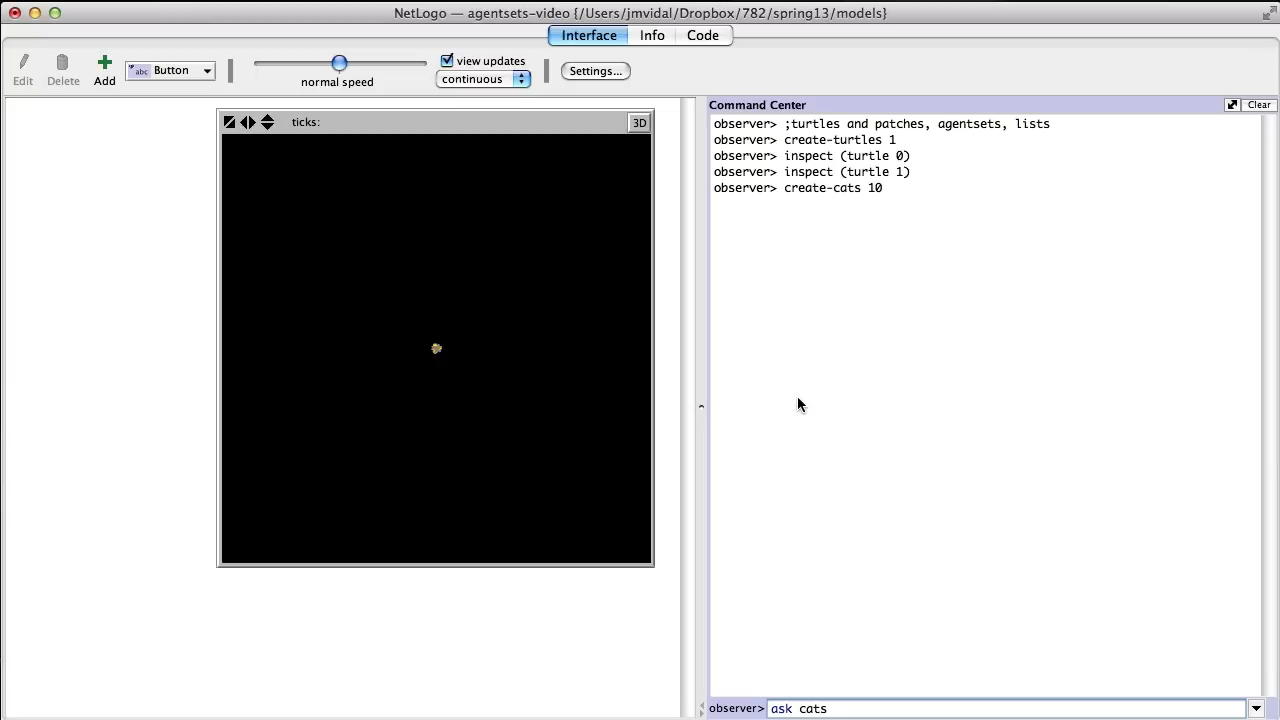 NetLogo — agentsets-video {/Users/jmvidal/Dropbox/782/spring13/models}
Interface Info Code
Edit Delete Add abc Button normal speed view updates continuous Settings...
ticks: 3D
Command Center Clear
observer> ;turtles and patches, agentsets, lists
observer> create-turtles 1
observer> inspect (turtle 0)
observer> inspect (turtle 1)
observer> create-cats 10
observer> ask cats